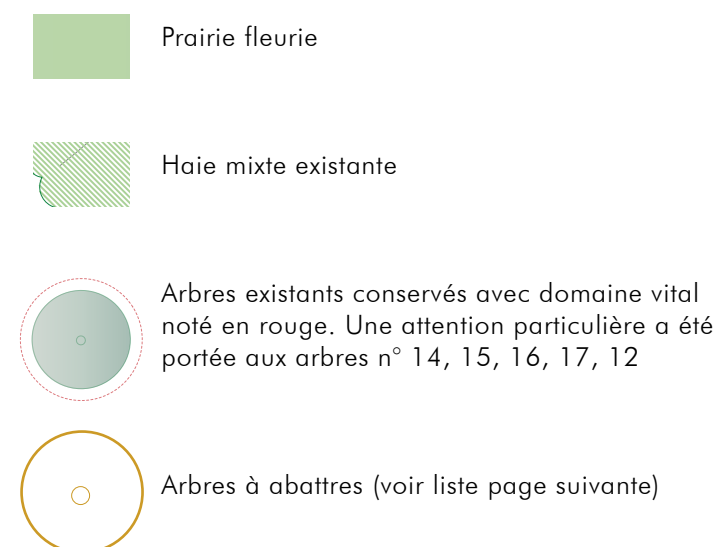 Prairie fleurie
Haie mixte existante
Arbres existants conservés avec domaine vital
noté en rouge. Une attention particulière a été
portée aux arbres n° 14, 15, 16, 17, 12
Arbres à abattres (voir liste page suivante)